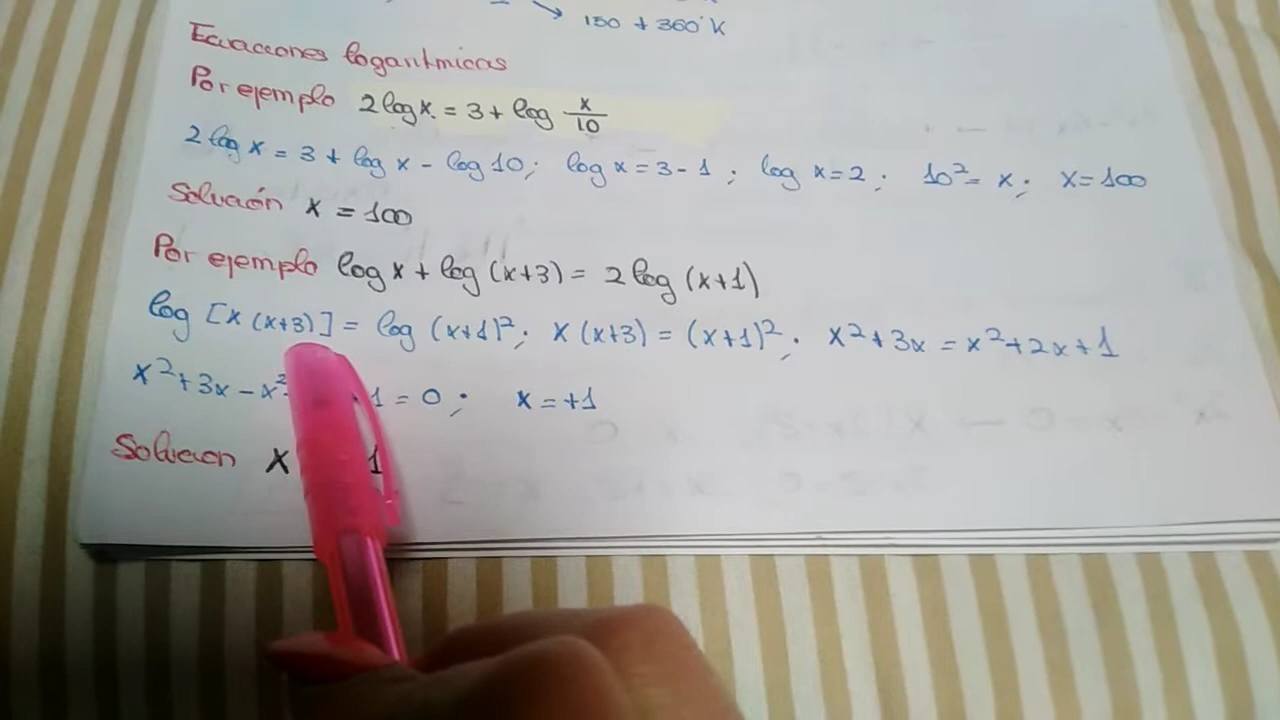 150 + 360°K
Ecuaciones logarítmicas
Por ejemplo 2 log x = 3 + log x/10
2 log x = 3 + log x - log 10; log x = 3 - 1; log x = 2; 10² = x; x = 100
Solución x = 100
Por ejemplo log x + log (x+3) = 2 log (x+1)
log [x (x+3)] = log (x+1)²; x (x+3) = (x+1)²; x² + 3x = x² + 2x + 1
x² + 3x - x² 1 = 0; x = +1
Solución x 1